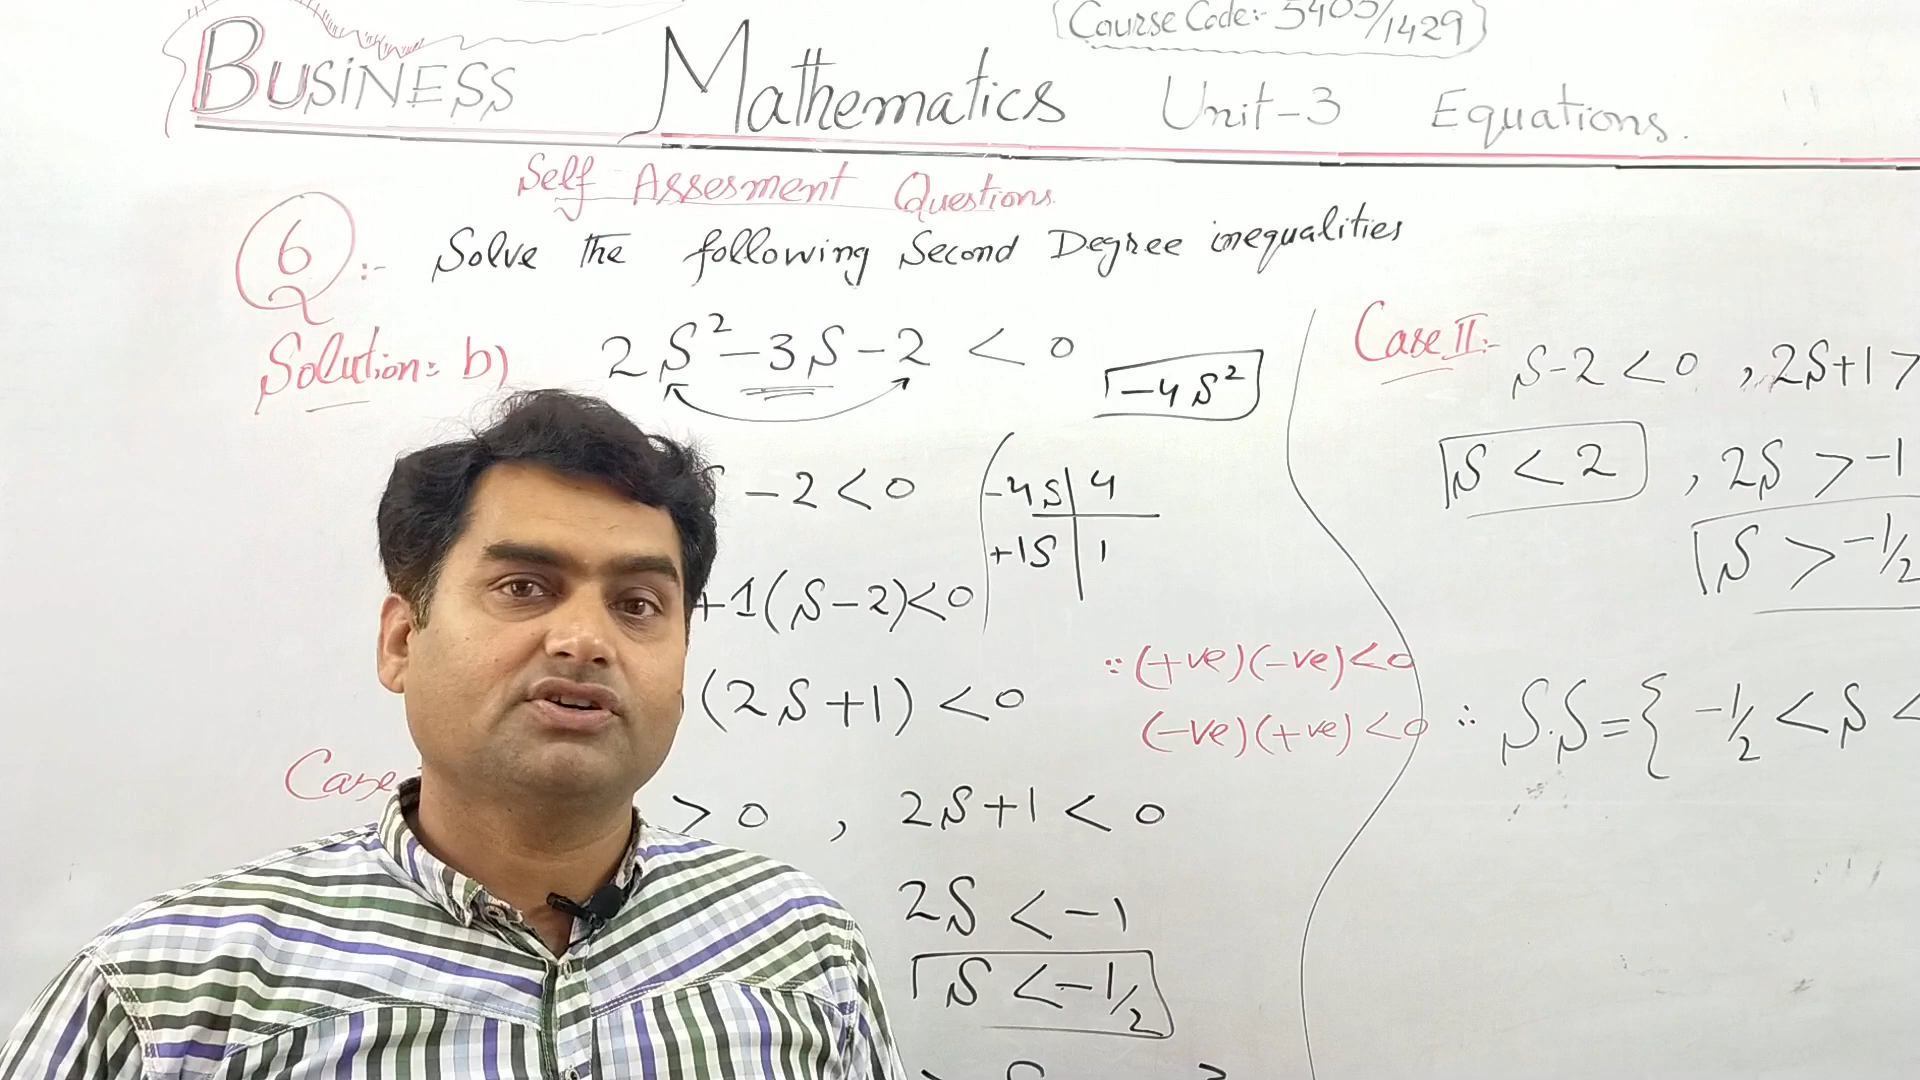 (Course Code:- 5405/1429)
BUSINESS Mathematics Unit-3 Equations.
Self Assesment Questions
Q6:- Solve the following Second Degree inequalities
Solution: b) 2S²-3S-2 < 0
-4S²
-2<0
-4S | 4
+1S | 1
+1(S-2)<0
(2S+1)<0
∵ (+ve)(-ve)<0
(-ve)(+ve)<0
Case
> 0 , 2S+1 < 0
2S < -1
S < -1/2
Case II:-
S-2<0 , 2S+1>
S < 2 , 2S > -1
S > -1/2
∴ S.S = { -1/2 < S <